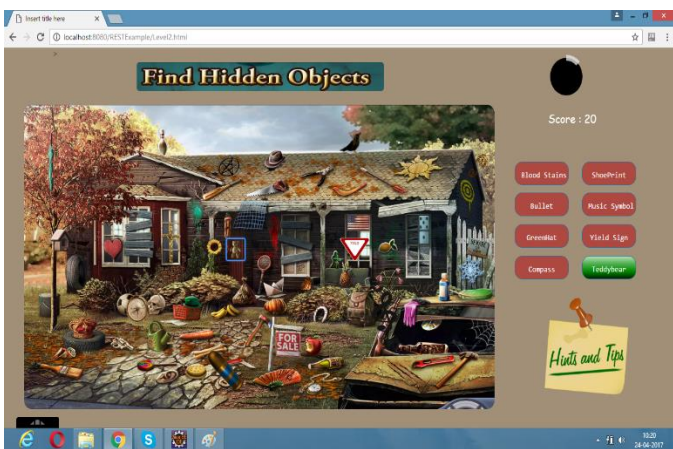 Insert title here
localhost:8080/RESTExample/Level2.html
Find Hidden Objects
Score : 20
Blood Stains
ShoePrint
Bullet
Music Symbol
GreenHat
Yield Sign
Compass
Teddybear
FOR SALE
Hints and Tips
10:20
24-04-2017